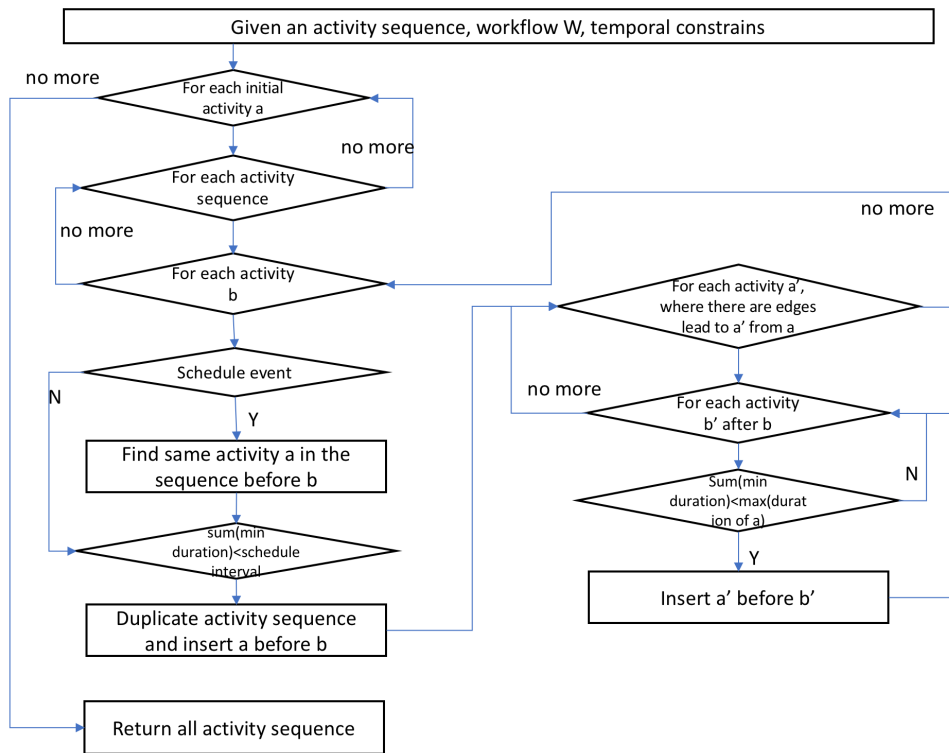 Given an activity sequence, workflow W, temporal constrains
no more
For each initial
activity a
no more
For each activity
sequence
no more
no more
For each activity
b
For each activity a’,
where there are edges
lead to a’ from a
Schedule event
N
no more
For each activity
b’ after b
Y
Find same activity a in the
sequence before b
N
Sum(min
duration)<max(durat
ion of a)
sum(min
duration)<schedule
interval
Y
Insert a’ before b’
Duplicate activity sequence
and insert a before b
Return all activity sequence